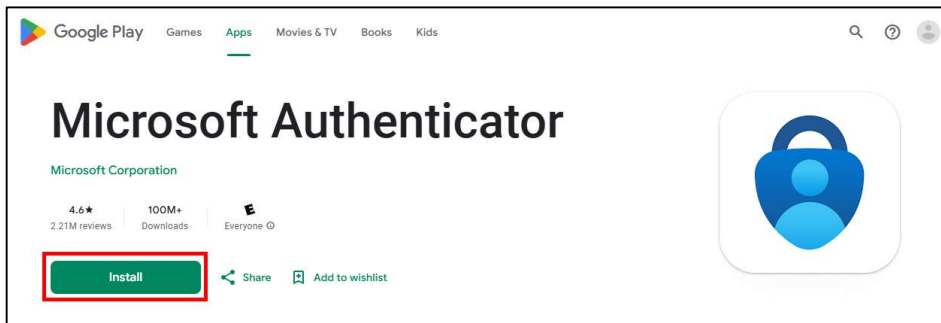 Google Play Games Apps Movies & TV Books Kids
Microsoft Authenticator
Microsoft Corporation
4.6★ 100M+ E
2.21M reviews Downloads Everyone
Install Share Add to wishlist